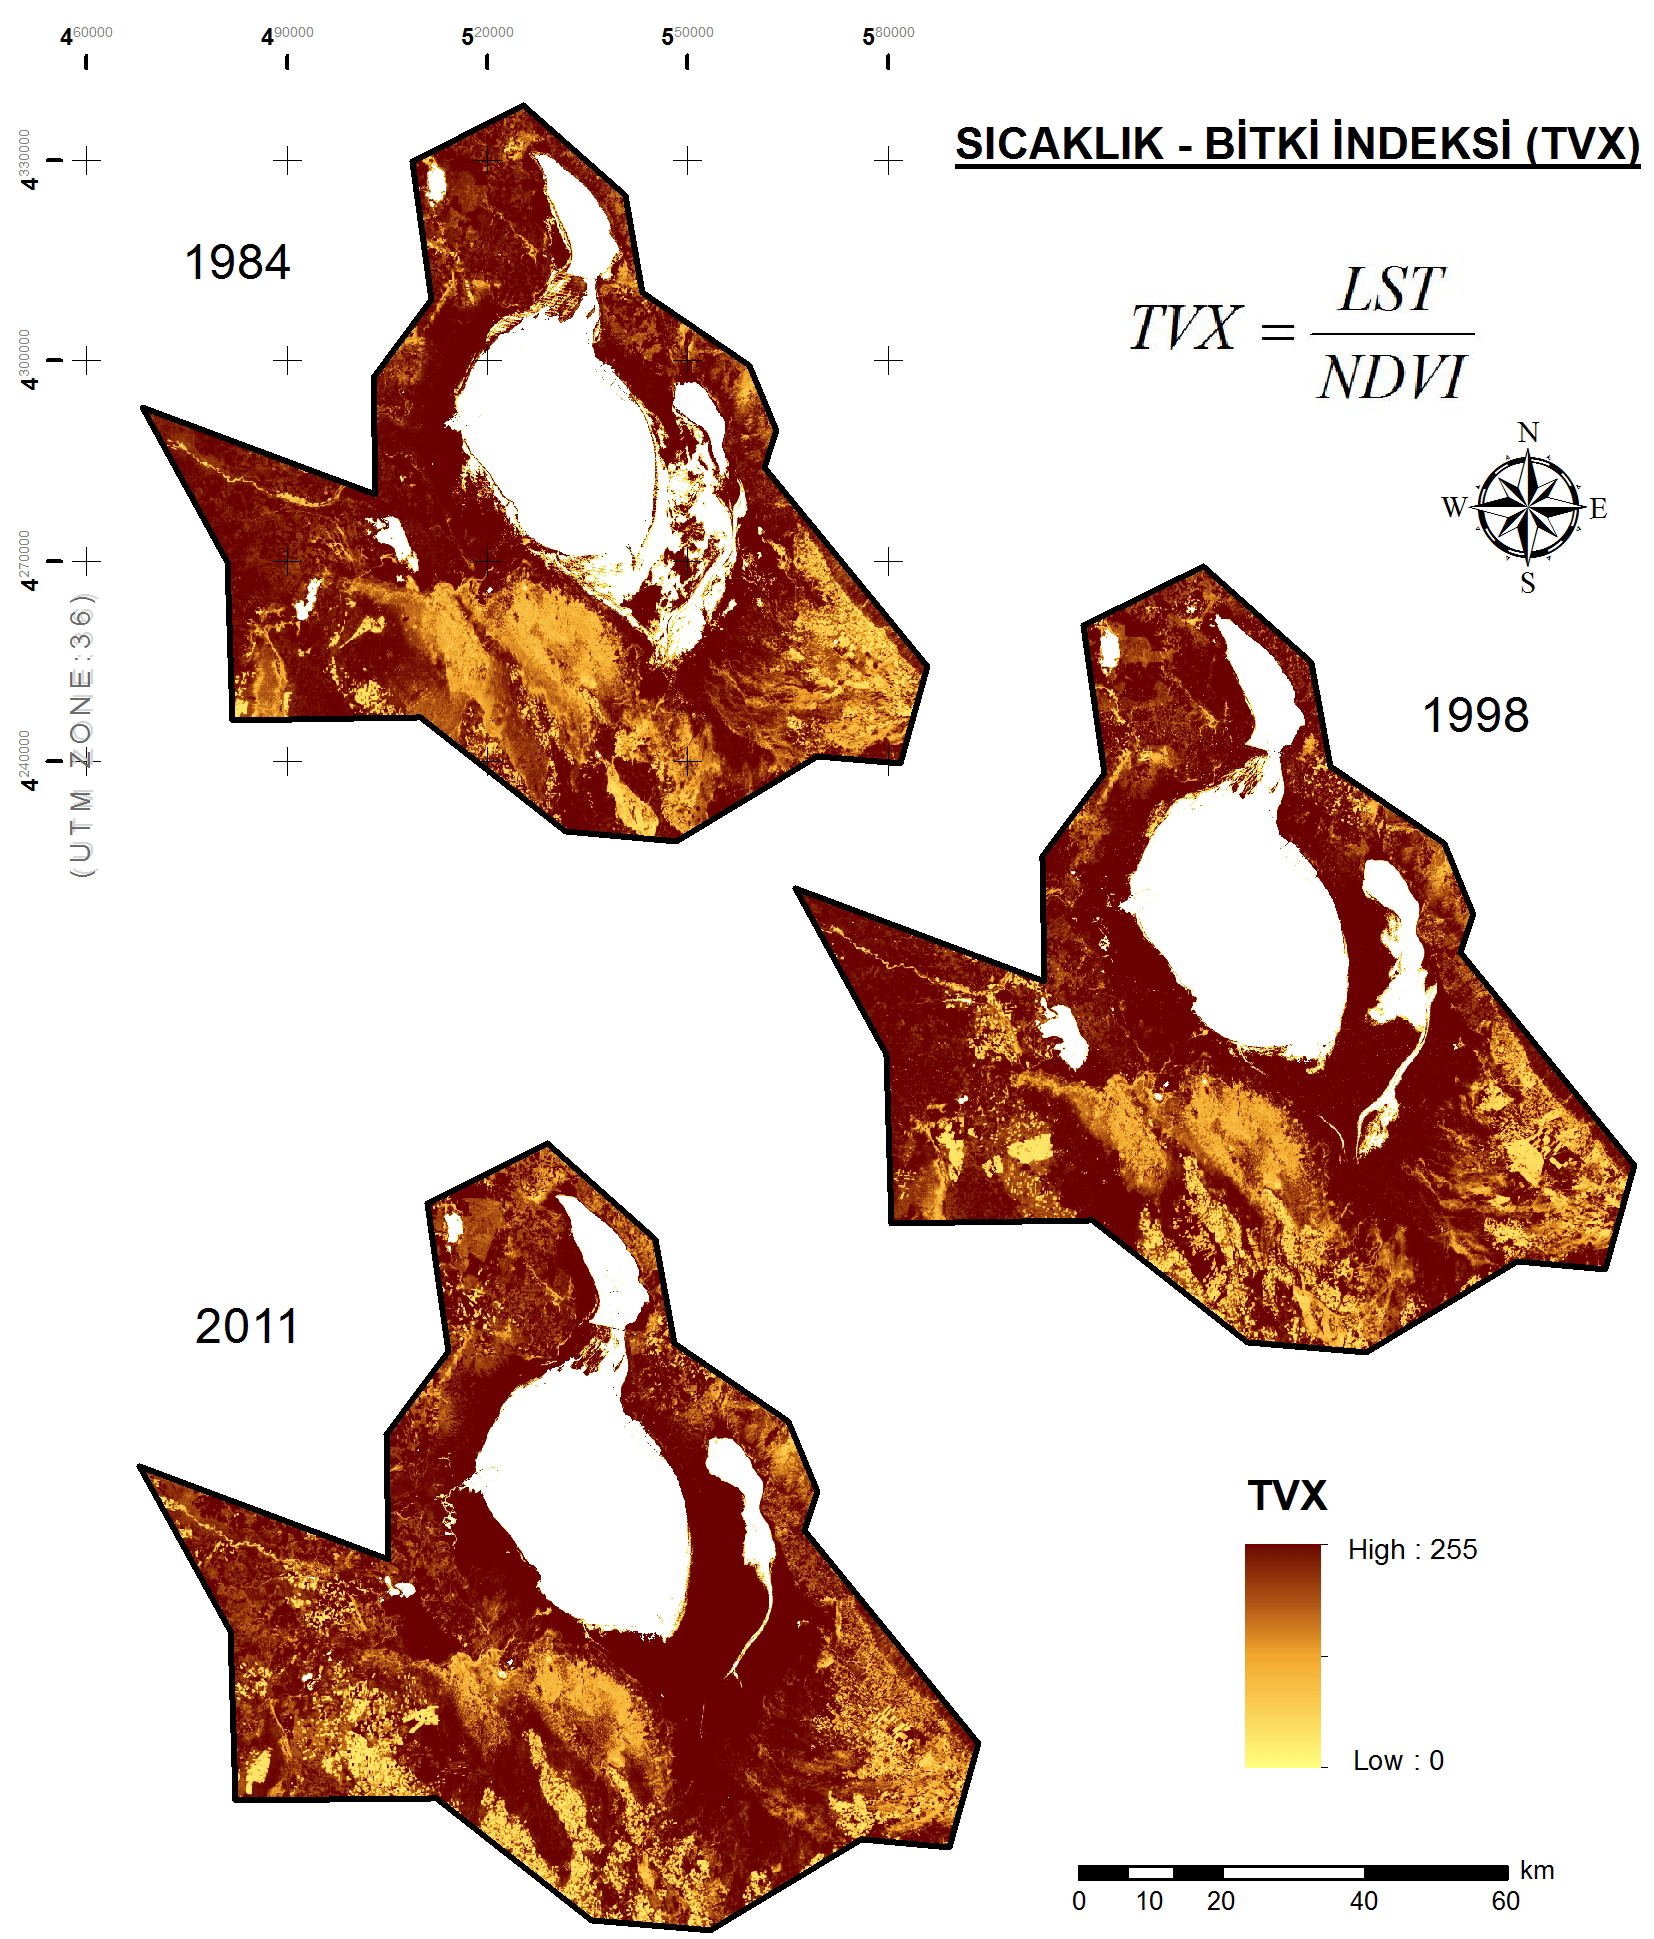 460000 490000 520000 550000 580000
4330000
4300000
4270000
4240000
(UTM ZONE:36)
SICAKLIK - BİTKİ İNDEKSİ (TVX)
TVX = LST
NDVI
N
W E
S
1984
1998
2011
TVX
High : 255
Low : 0
km
0 10 20 40 60